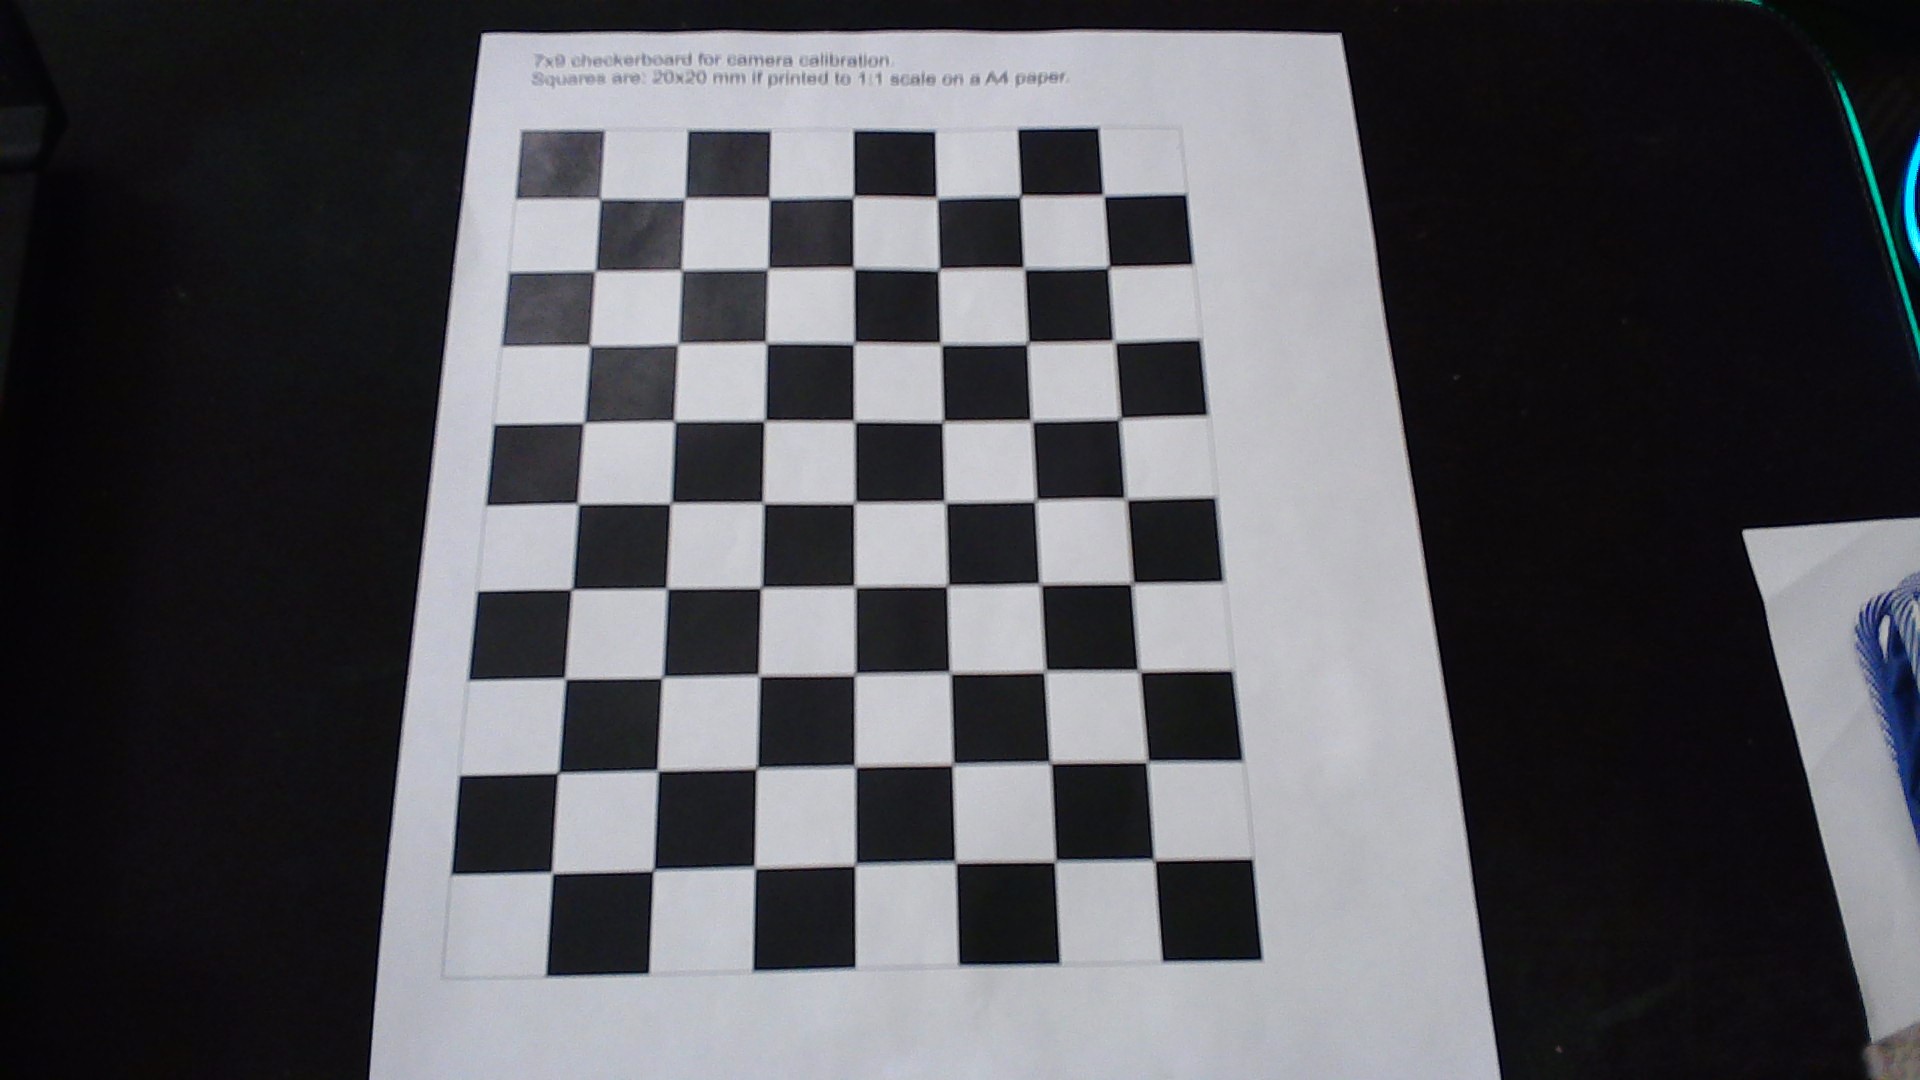 7x9 checkerboard for camera calibration.
Squares are: 20x20 mm if printed to 1:1 scale on a A4 paper.